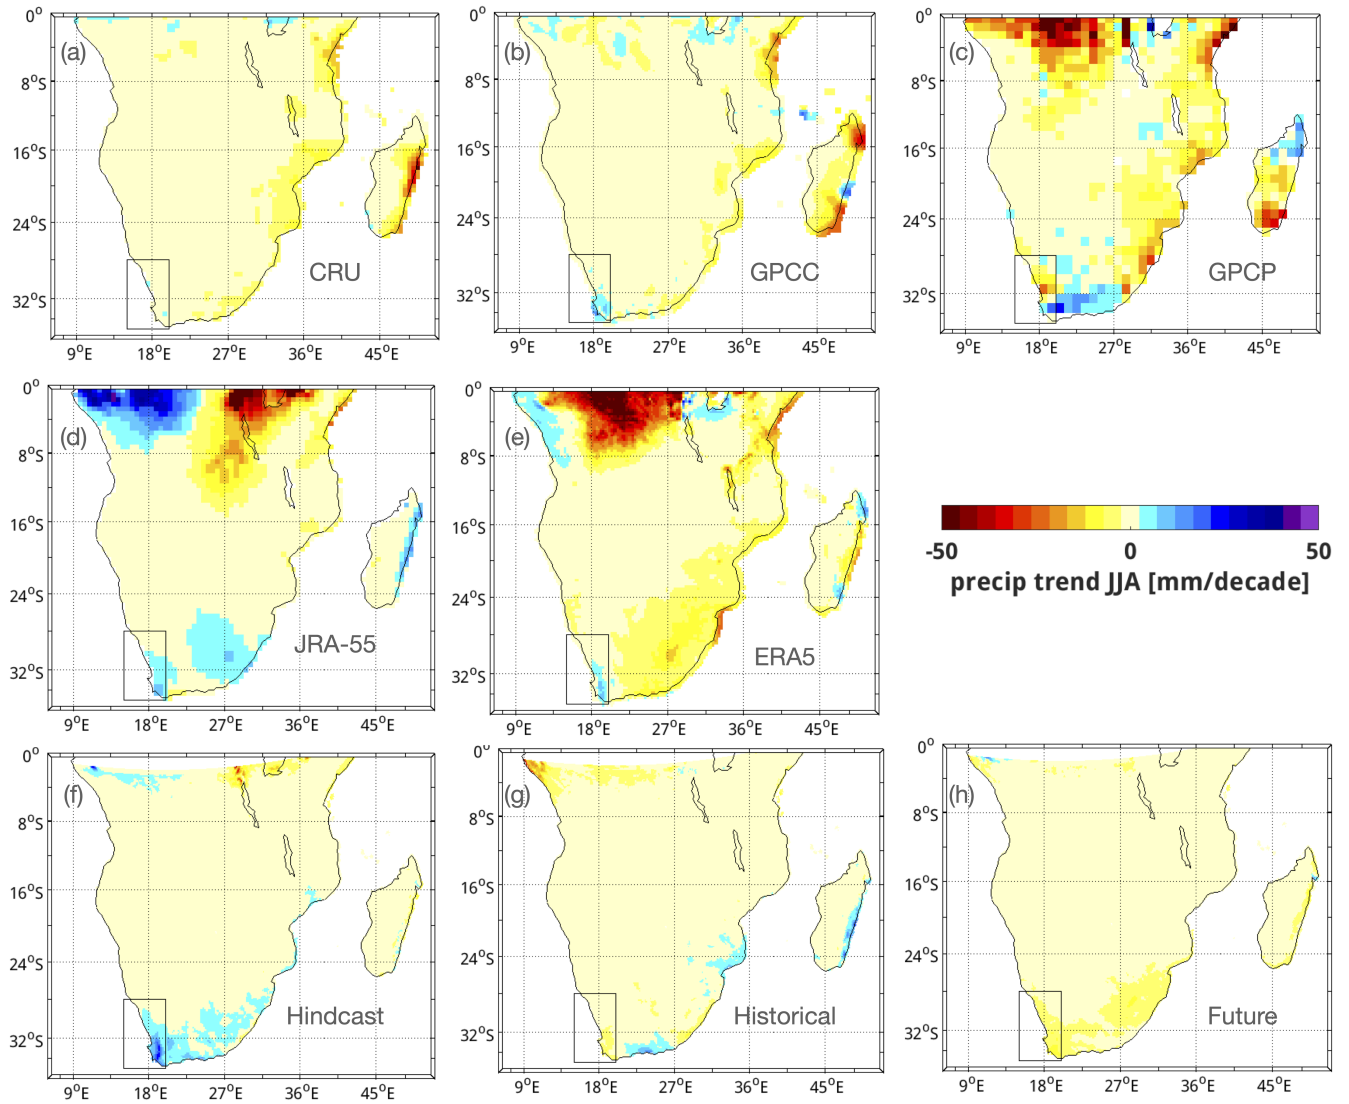 0°
8°S
16°S
24°S
32°S
(a)
CRU
9°E 18°E 27°E 36°E 45°E
0°
8°S
16°S
24°S
32°S
(b)
GPCC
9°E 18°E 27°E 36°E 45°E
0°
8°S
16°S
24°S
32°S
(c)
GPCP
9°E 18°E 27°E 36°E 45°E
0°
8°S
16°S
24°S
32°S
(d)
JRA-55
9°E 18°E 27°E 36°E 45°E
0°
8°S
16°S
24°S
32°S
(e)
ERA5
9°E 18°E 27°E 36°E 45°E
-50 0 50
precip trend JJA [mm/decade]
0°
8°S
16°S
24°S
32°S
(f)
Hindcast
9°E 18°E 27°E 36°E 45°E
0°
8°S
16°S
24°S
32°S
(g)
Historical
9°E 18°E 27°E 36°E 45°E
0°
8°S
16°S
24°S
32°S
(h)
Future
9°E 18°E 27°E 36°E 45°E